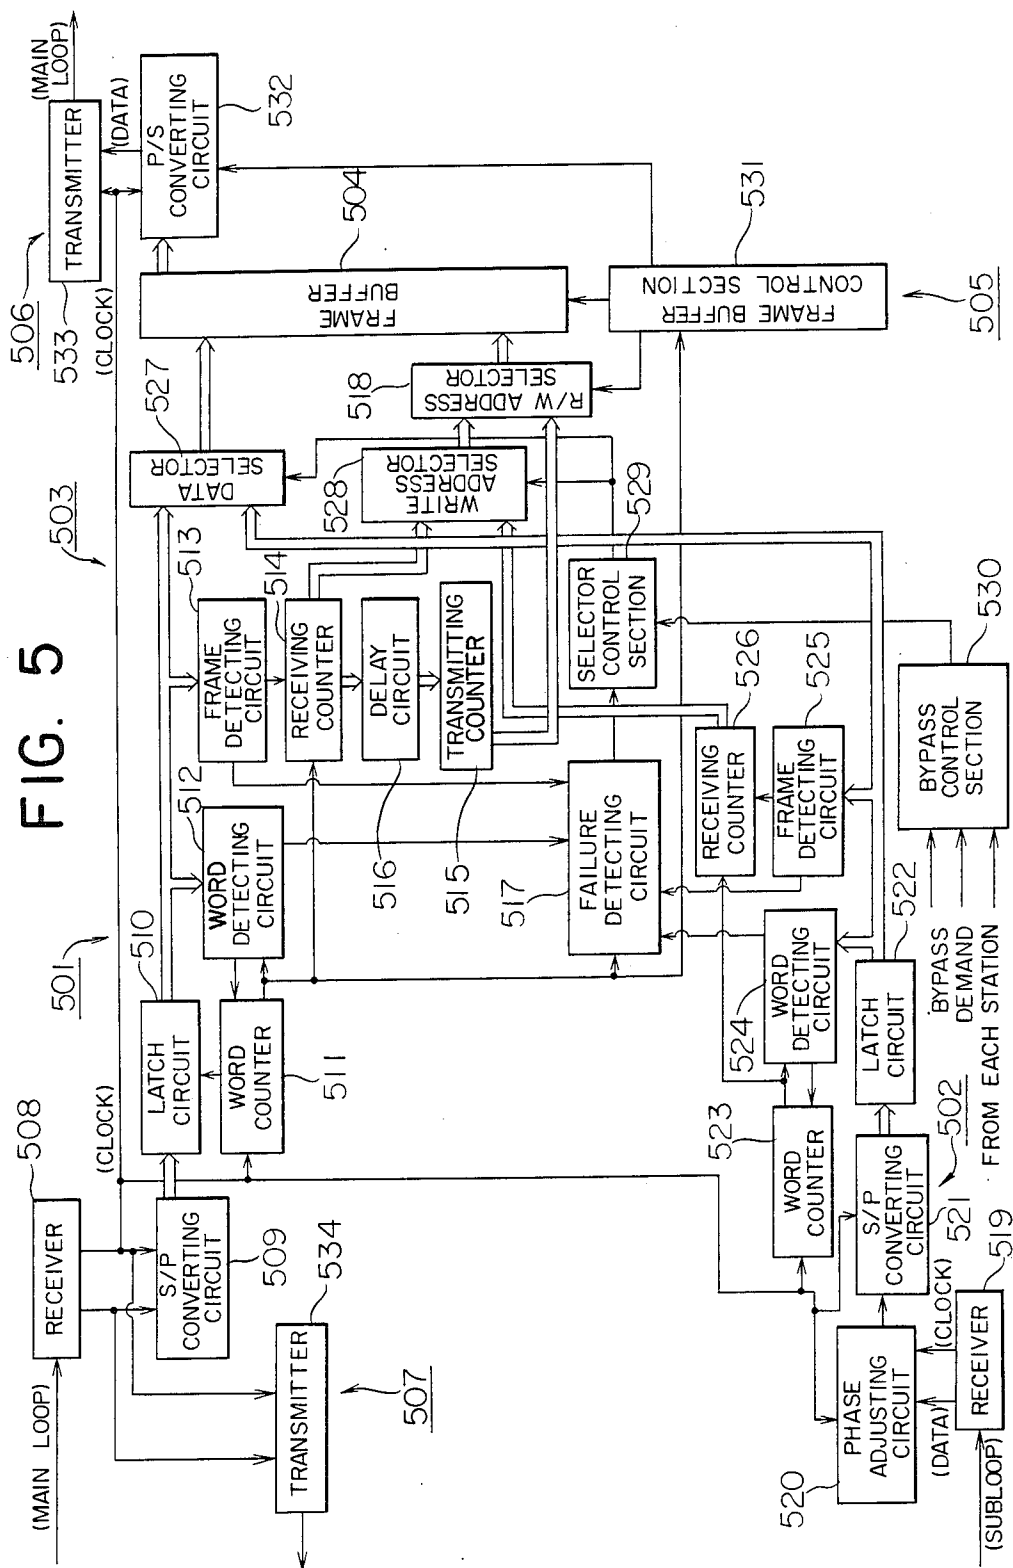 FIG. 5
(MAIN LOOP)
RECEIVER
508
(CLOCK)
S/P
CONVERTING
CIRCUIT
509
TRANSMITTER
534
507
501
LATCH
CIRCUIT
510
WORD
COUNTER
511
WORD
DETECTING
CIRCUIT
512
FRAME
DETECTING
CIRCUIT
513
RECEIVING
COUNTER
514
DELAY
CIRCUIT
516
TRANSMITTING
COUNTER
515
FAILURE
DETECTING
CIRCUIT
517
503
DATA
SELECTOR
527
WRITE
ADDRESS
SELECTOR
528
R/W ADDRESS
SELECTOR
518
SELECTOR
CONTROL
SECTION
529
FRAME
BUFFER
504
FRAME BUFFER
CONTROL SECTION
531
505
506
TRANSMITTER
533
(CLOCK)
(MAIN
LOOP)
(DATA)
P/S
CONVERTING
CIRCUIT
532
(SUBLOOP)
RECEIVER
519
(DATA)
(CLOCK)
PHASE
ADJUSTING
CIRCUIT
520
S/P
CONVERTING
CIRCUIT
521
502
WORD
COUNTER
523
WORD
DETECTING
CIRCUIT
524
LATCH
CIRCUIT
522
RECEIVING
COUNTER
526
FRAME
DETECTING
CIRCUIT
525
BYPASS
CONTROL
SECTION
530
BYPASS
DEMAND
FROM EACH STATION